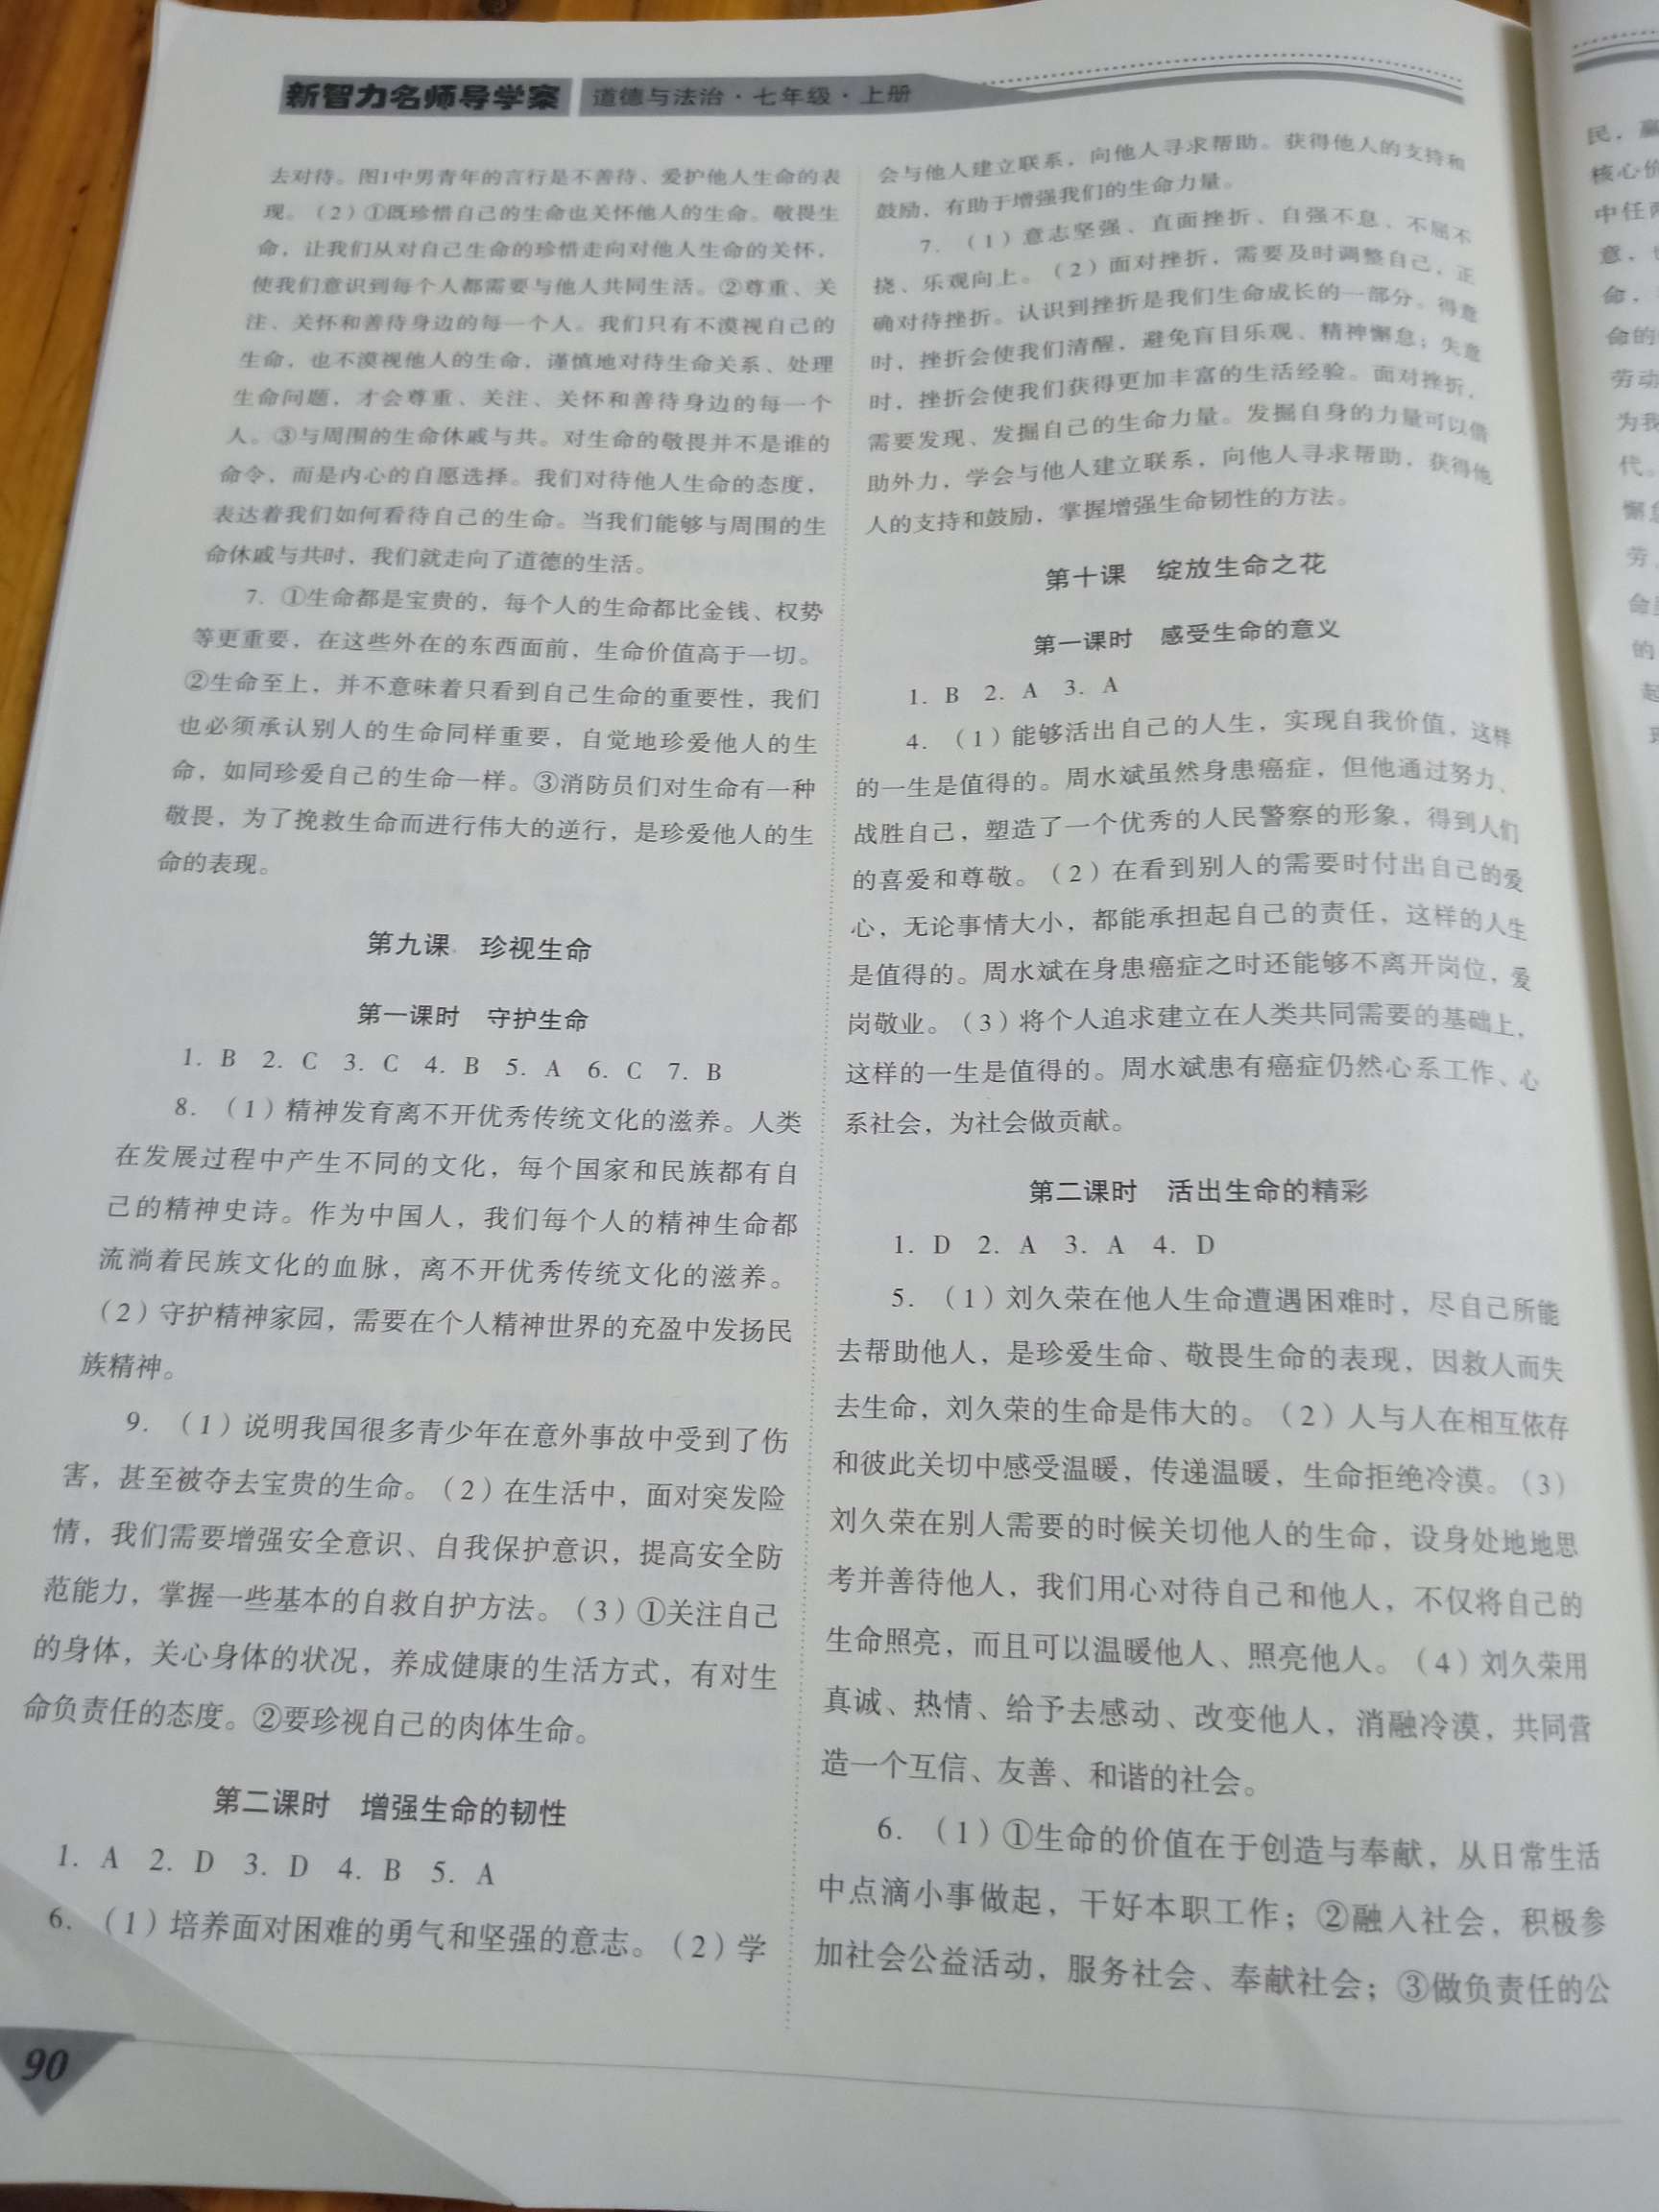 新智力名师导学案 道德与法治·七年级·上册
去对待。图1中男青年的言行是不善待、爱护他人生命的表
现。（2）①既珍惜自己的生命也关怀他人的生命。敬畏生
命，让我们从对自己生命的珍惜走向对他人生命的关怀，
使我们意识到每个人都需要与他人共同生活。②尊重、关
注、关怀和善待身边的每一个人。我们只有不漠视自己的
生命，也不漠视他人的生命，谨慎地对待生命关系、处理
生命问题，才会尊重、关注、关怀和善待身边的每一个
人。③与周围的生命休戚与共。对生命的敬畏并不是谁的
命令，而是内心的自愿选择。我们对待他人生命的态度，
表达着我们如何看待自己的生命。当我们能够与周围的生
命休戚与共时，我们就走向了道德的生活。
7. ①生命都是宝贵的，每个人的生命都比金钱、权势
等更重要，在这些外在的东西面前，生命价值高于一切。
②生命至上，并不意味着只看到自己生命的重要性，我们
也必须承认别人的生命同样重要，自觉地珍爱他人的生
命，如同珍爱自己的生命一样。③消防员们对生命有一种
敬畏，为了挽救生命而进行伟大的逆行，是珍爱他人的生
命的表现。
第九课 珍视生命
第一课时 守护生命
1. B 2. C 3. C 4. B 5. A 6. C 7. B
8. （1）精神发育离不开优秀传统文化的滋养。人类
在发展过程中产生不同的文化，每个国家和民族都有自
己的精神史诗。作为中国人，我们每个人的精神生命都
流淌着民族文化的血脉，离不开优秀传统文化的滋养。
（2）守护精神家园，需要在个人精神世界的充盈中发扬民
族精神。
9. （1）说明我国很多青少年在意外事故中受到了伤
害，甚至被夺去宝贵的生命。（2）在生活中，面对突发险
情，我们需要增强安全意识、自我保护意识，提高安全防
范能力，掌握一些基本的自救自护方法。（3）①关注自己
的身体，关心身体的状况，养成健康的生活方式，有对生
命负责任的态度。②要珍视自己的肉体生命。
第二课时 增强生命的韧性
1. A 2. D 3. D 4. B 5. A
6. （1）培养面对困难的勇气和坚强的意志。（2）学
90
会与他人建立联系，向他人寻求帮助。获得他人的支持和
鼓励，有助于增强我们的生命力量。
7. （1）意志坚强、直面挫折、自强不息、不屈不
挠、乐观向上。（2）面对挫折，需要及时调整自己，正
确对待挫折。认识到挫折是我们生命成长的一部分。得意
时，挫折会使我们清醒，避免盲目乐观、精神懈怠；失意
时，挫折会使我们获得更加丰富的生活经验。面对挫折，
需要发现、发掘自己的生命力量。发掘自身的力量可以借
助外力，学会与他人建立联系，向他人寻求帮助，获得他
人的支持和鼓励，掌握增强生命韧性的方法。
第十课 绽放生命之花
第一课时 感受生命的意义
1. B 2. A 3. A
4. （1）能够活出自己的人生，实现自我价值，这样
的一生是值得的。周水斌虽然身患癌症，但他通过努力、
战胜自己，塑造了一个优秀的人民警察的形象，得到人们
的喜爱和尊敬。（2）在看到别人的需要时付出自己的爱
心，无论事情大小，都能承担起自己的责任，这样的人生
是值得的。周水斌在身患癌症之时还能够不离开岗位，爱
岗敬业。（3）将个人追求建立在人类共同需要的基础上，
这样的一生是值得的。周水斌患有癌症仍然心系工作、心
系社会，为社会做贡献。
第二课时 活出生命的精彩
1. D 2. A 3. A 4. D
5. （1）刘久荣在他人生命遭遇困难时，尽自己所能
去帮助他人，是珍爱生命、敬畏生命的表现，因救人而失
去生命，刘久荣的生命是伟大的。（2）人与人在相互依存
和彼此关切中感受温暖，传递温暖，生命拒绝冷漠。（3）
刘久荣在别人需要的时候关切他人的生命，设身处地地思
考并善待他人，我们用心对待自己和他人，不仅将自己的
生命照亮，而且可以温暖他人、照亮他人。（4）刘久荣用
真诚、热情、给予去感动、改变他人，消融冷漠，共同营
造一个互信、友善、和谐的社会。
6. （1）①生命的价值在于创造与奉献，从日常生活
中点滴小事做起，干好本职工作；②融入社会，积极参
加社会公益活动，服务社会、奉献社会；③做负责任的公
民，
核心价
中任
意，
命，
命的
劳动
为我
代。
劳，
的